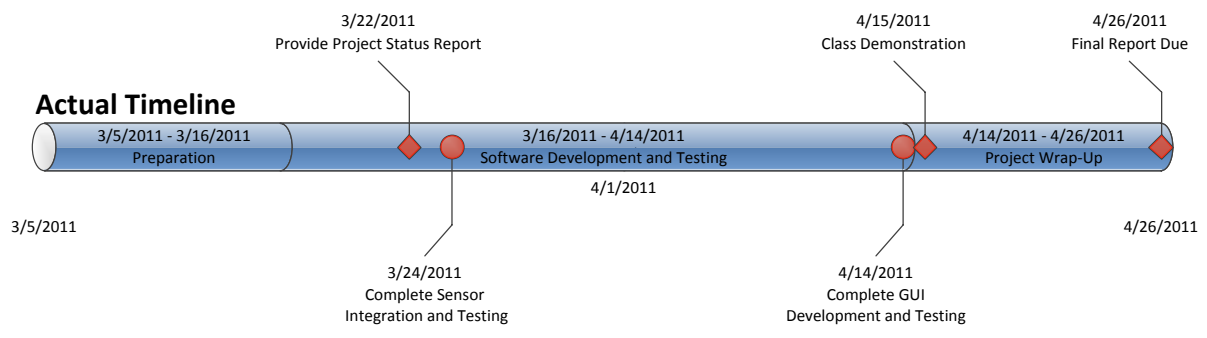 3/22/2011
Provide Project Status Report
4/15/2011
Class Demonstration
4/26/2011
Final Report Due
Actual Timeline
3/5/2011 - 3/16/2011
Preparation
3/16/2011 - 4/14/2011
Software Development and Testing
4/14/2011 - 4/26/2011
Project Wrap-Up
4/1/2011
3/5/2011
4/26/2011
3/24/2011
Complete Sensor
Integration and Testing
4/14/2011
Complete GUI
Development and Testing